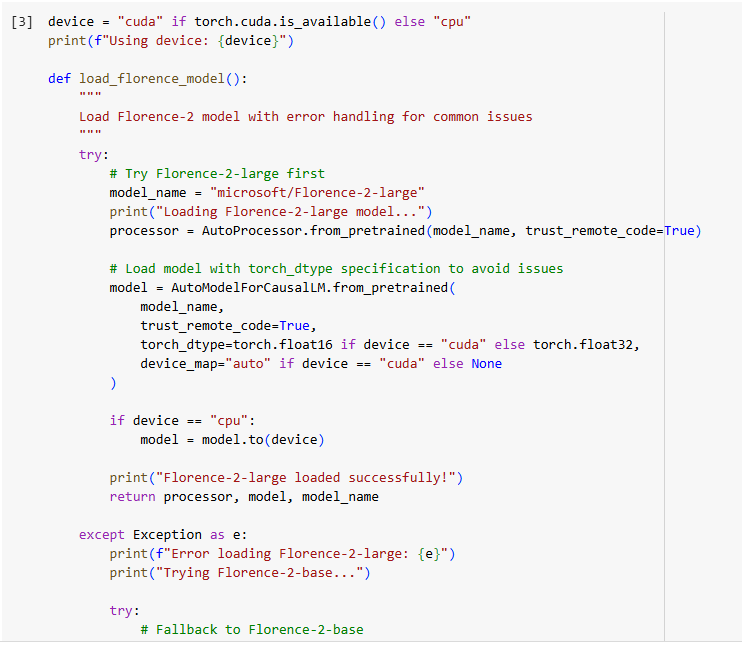 [3] device = "cuda" if torch.cuda.is_available() else "cpu"
print(f"Using device: {device}")

def load_florence_model():
    """
    Load Florence-2 model with error handling for common issues
    """
    try:
        # Try Florence-2-large first
        model_name = "microsoft/Florence-2-large"
        print("Loading Florence-2-large model...")
        processor = AutoProcessor.from_pretrained(model_name, trust_remote_code=True)

        # Load model with torch_dtype specification to avoid issues
        model = AutoModelForCausalLM.from_pretrained(
            model_name,
            trust_remote_code=True,
            torch_dtype=torch.float16 if device == "cuda" else torch.float32,
            device_map="auto" if device == "cuda" else None
        )

        if device == "cpu":
            model = model.to(device)

        print("Florence-2-large loaded successfully!")
        return processor, model, model_name

    except Exception as e:
        print(f"Error loading Florence-2-large: {e}")
        print("Trying Florence-2-base...")

        try:
            # Fallback to Florence-2-base